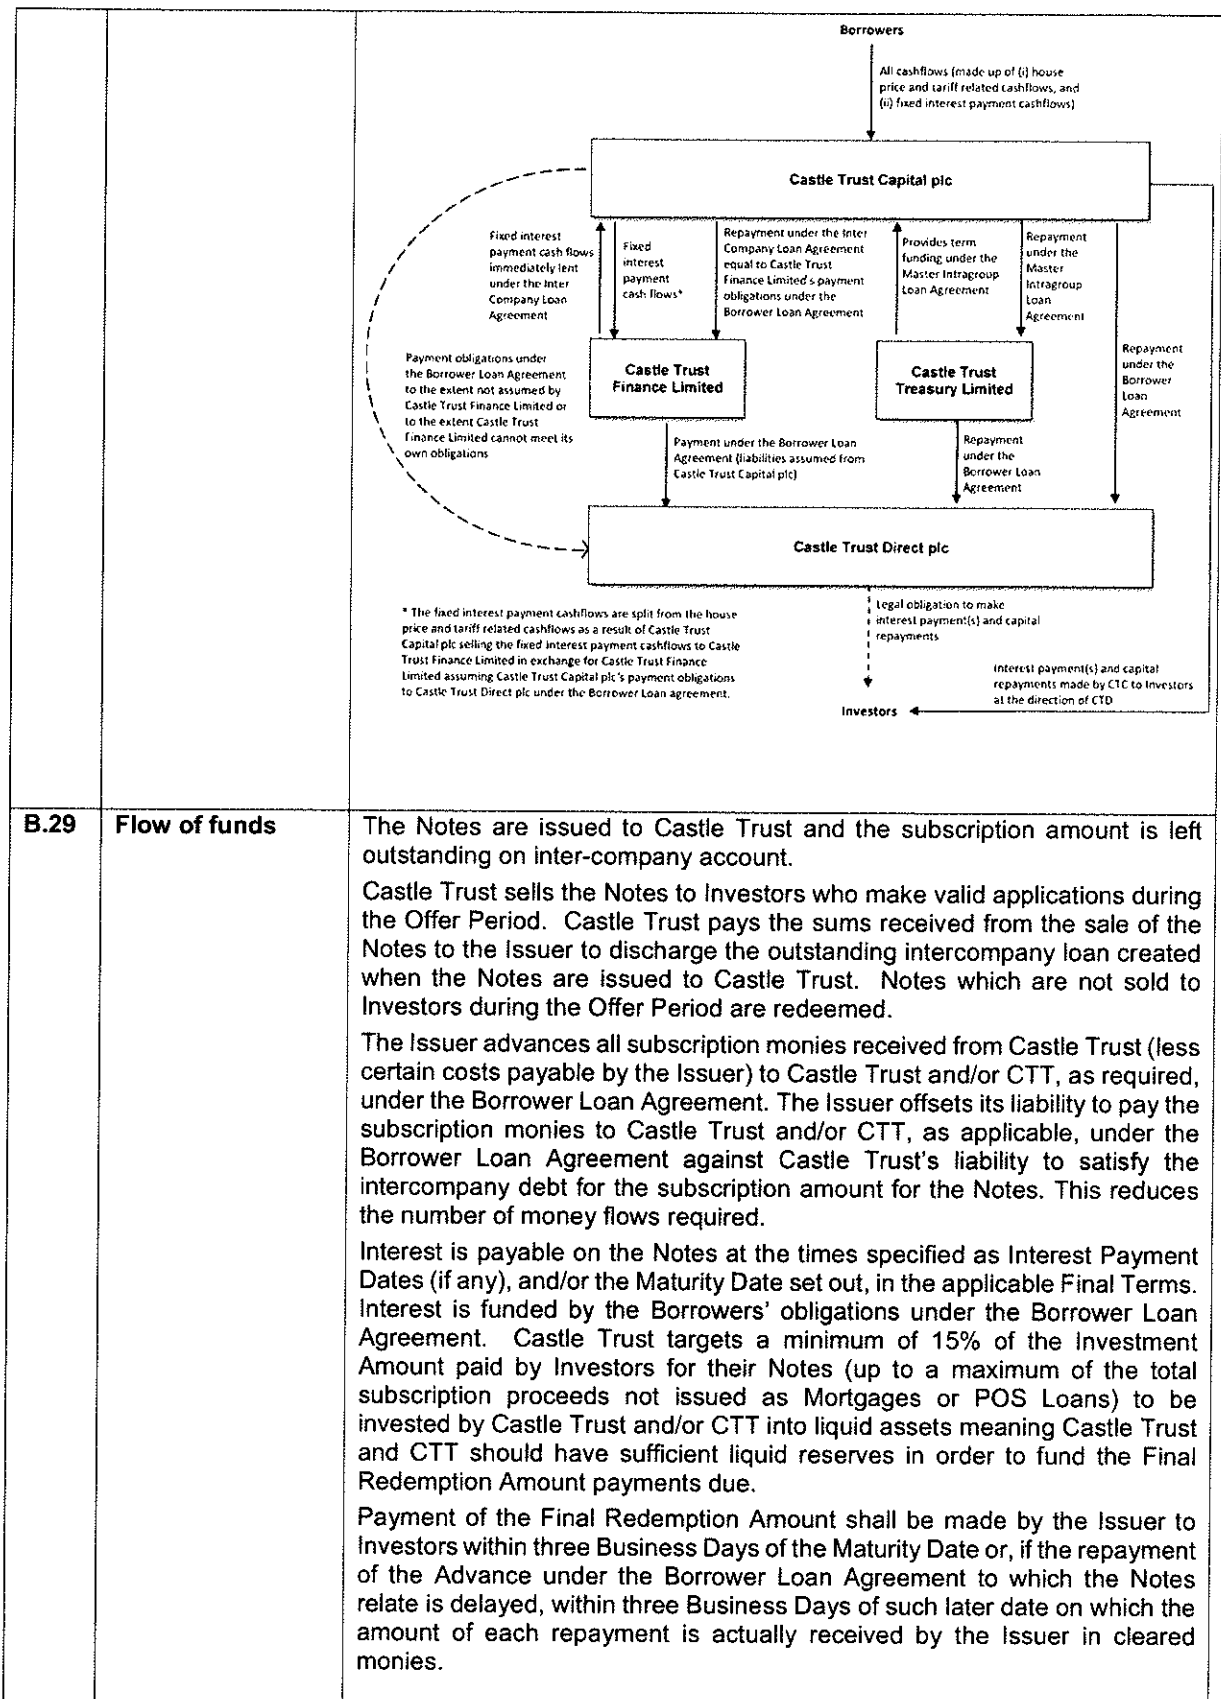 Borrowers
All cashflows (made up of (i) house
price and tariff related cashflows, and
(ii) fixed interest payment cashflows)
Castle Trust Capital plc
Fixed interest
payment cash flows
immediately lent
under the Inter
Company Loan
Agreement
Fixed
interest
payment
cash flows*
Repayment under the Inter
Company Loan Agreement
equal to Castle Trust
Finance Limited's payment
obligations under the
Borrower Loan Agreement
Provides term
funding under the
Master Intragroup
Loan Agreement
Repayment
under the
Master
Intragroup
Loan
Agreement
Repayment
under the
Borrower
Loan
Agreement
Payment obligations under
the Borrower Loan Agreement
to the extent not assumed by
Castle Trust Finance Limited or
to the extent Castle Trust
Finance Limited cannot meet its
own obligations
Castle Trust
Finance Limited
Castle Trust
Treasury Limited
Payment under the Borrower Loan
Agreement (liabilities assumed from
Castle Trust Capital plc)
Repayment
under the
Borrower Loan
Agreement
Castle Trust Direct plc
* The fixed interest payment cashflows are split from the house
price and tariff related cashflows as a result of Castle Trust
Capital plc selling the fixed interest payment cashflows to Castle
Trust Finance Limited in exchange for Castle Trust Finance
Limited assuming Castle Trust Capital plc's payment obligations
to Castle Trust Direct plc under the Borrower Loan agreement.
Legal obligation to make
interest payment(s) and capital
repayments
Interest payment(s) and capital
repayments made by CTC to Investors
at the direction of CTD
Investors
B.29 Flow of funds
The Notes are issued to Castle Trust and the subscription amount is left
outstanding on inter-company account.
Castle Trust sells the Notes to Investors who make valid applications during
the Offer Period. Castle Trust pays the sums received from the sale of the
Notes to the Issuer to discharge the outstanding intercompany loan created
when the Notes are issued to Castle Trust. Notes which are not sold to
Investors during the Offer Period are redeemed.
The Issuer advances all subscription monies received from Castle Trust (less
certain costs payable by the Issuer) to Castle Trust and/or CTT, as required,
under the Borrower Loan Agreement. The Issuer offsets its liability to pay the
subscription monies to Castle Trust and/or CTT, as applicable, under the
Borrower Loan Agreement against Castle Trust's liability to satisfy the
intercompany debt for the subscription amount for the Notes. This reduces
the number of money flows required.
Interest is payable on the Notes at the times specified as Interest Payment
Dates (if any), and/or the Maturity Date set out, in the applicable Final Terms.
Interest is funded by the Borrowers' obligations under the Borrower Loan
Agreement. Castle Trust targets a minimum of 15% of the Investment
Amount paid by Investors for their Notes (up to a maximum of the total
subscription proceeds not issued as Mortgages or POS Loans) to be
invested by Castle Trust and/or CTT into liquid assets meaning Castle Trust
and CTT should have sufficient liquid reserves in order to fund the Final
Redemption Amount payments due.
Payment of the Final Redemption Amount shall be made by the Issuer to
Investors within three Business Days of the Maturity Date or, if the repayment
of the Advance under the Borrower Loan Agreement to which the Notes
relate is delayed, within three Business Days of such later date on which the
amount of each repayment is actually received by the Issuer in cleared
monies.